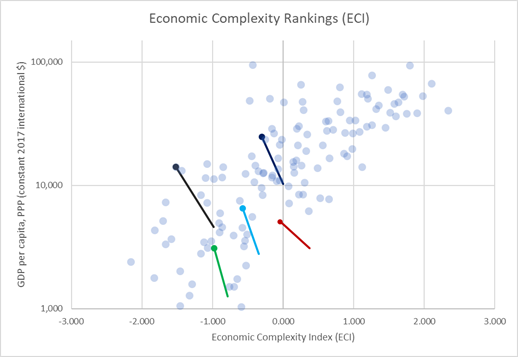 Economic Complexity Rankings (ECI)
GDP per capita, PPP (constant 2017 international $)
100,000
10,000
1,000
-3.000 -2.000 -1.000 0.000 1.000 2.000 3.000
Economic Complexity Index (ECI)